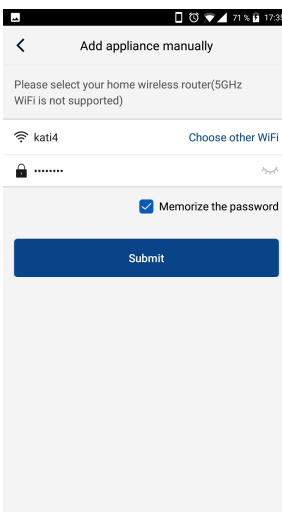 71 % 17:35
Add appliance manually
Please select your home wireless router(5GHz
WiFi is not supported)
kati4 Choose other WiFi
••••••••
Memorize the password
Submit